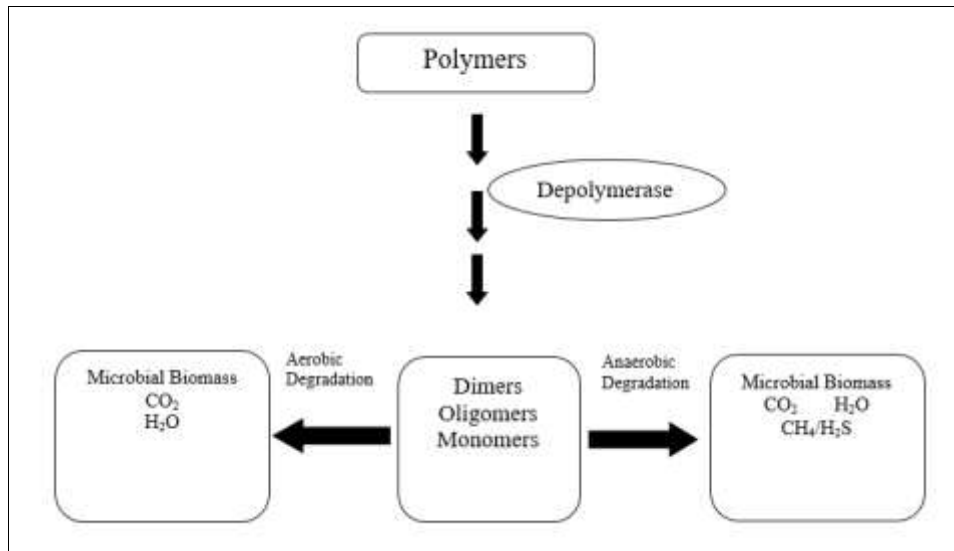 Polymers
Depolymerase
Microbial Biomass
CO₂
H₂O
Aerobic
Degradation
Dimers
Oligomers
Monomers
Anaerobic
Degradation
Microbial Biomass
CO₂ H₂O
CH₄/H₂S